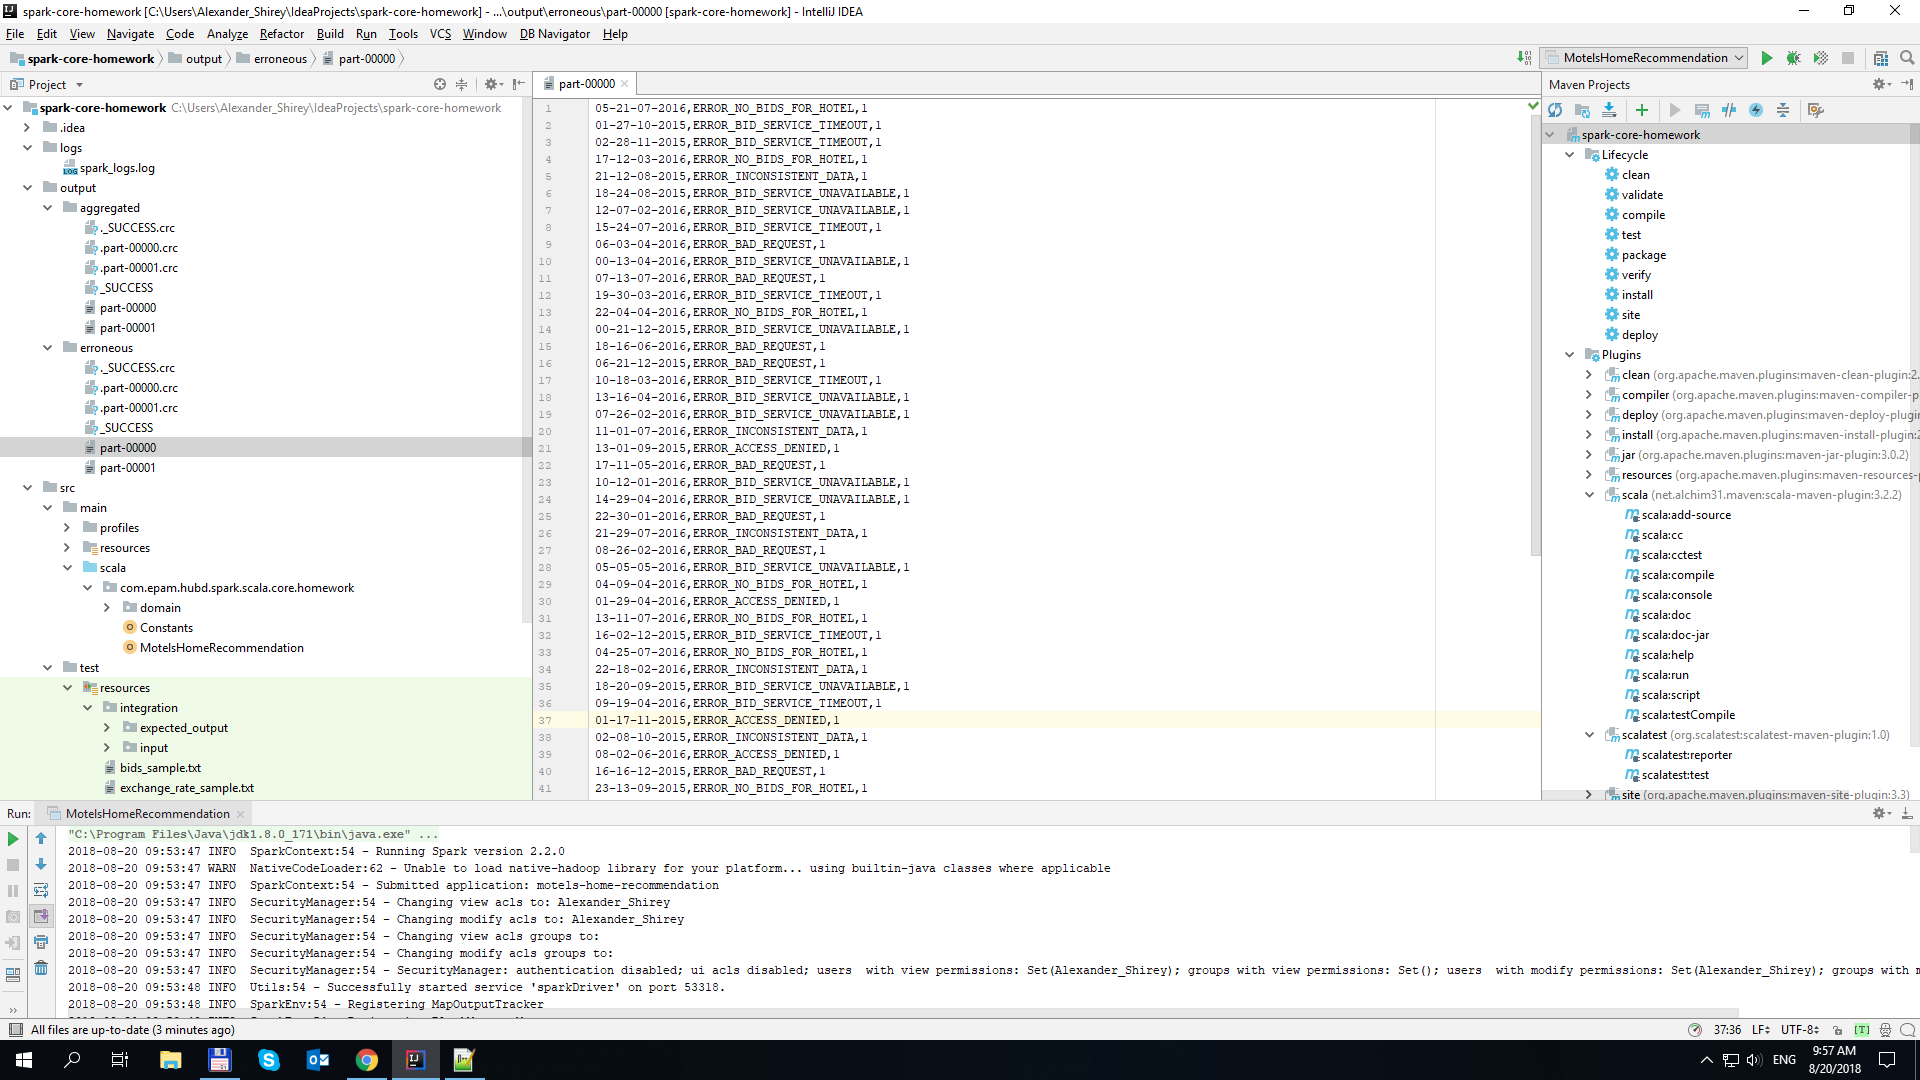 spark-core-homework [C:\Users\Alexander_Shirey\IdeaProjects\spark-core-homework] - ...\output\erroneous\part-00000 [spark-core-homework] - IntelliJ IDEA
File Edit View Navigate Code Analyze Refactor Build Run Tools VCS Window DB Navigator Help
spark-core-homework output erroneous part-00000
MotelsHomeRecommendation
Project
spark-core-homework C:\Users\Alexander_Shirey\IdeaProjects\spark-core-homework
.idea
logs
spark_logs.log
output
aggregated
._SUCCESS.crc
.part-00000.crc
.part-00001.crc
_SUCCESS
part-00000
part-00001
erroneous
._SUCCESS.crc
.part-00000.crc
.part-00001.crc
_SUCCESS
part-00000
part-00001
src
main
profiles
resources
scala
com.epam.hubd.spark.scala.core.homework
domain
Constants
MotelsHomeRecommendation
test
resources
integration
expected_output
input
bids_sample.txt
exchange_rate_sample.txt
part-00000
1 05-21-07-2016,ERROR_NO_BIDS_FOR_HOTEL,1
2 01-27-10-2015,ERROR_BID_SERVICE_TIMEOUT,1
3 02-28-11-2015,ERROR_BID_SERVICE_TIMEOUT,1
4 17-12-03-2016,ERROR_NO_BIDS_FOR_HOTEL,1
5 21-12-08-2015,ERROR_INCONSISTENT_DATA,1
6 18-24-08-2015,ERROR_BID_SERVICE_UNAVAILABLE,1
7 12-07-02-2016,ERROR_BID_SERVICE_UNAVAILABLE,1
8 15-24-07-2016,ERROR_BID_SERVICE_TIMEOUT,1
9 06-03-04-2016,ERROR_BAD_REQUEST,1
10 00-13-04-2016,ERROR_BID_SERVICE_UNAVAILABLE,1
11 07-13-07-2016,ERROR_BAD_REQUEST,1
12 19-30-03-2016,ERROR_BID_SERVICE_TIMEOUT,1
13 22-04-04-2016,ERROR_NO_BIDS_FOR_HOTEL,1
14 00-21-12-2015,ERROR_BID_SERVICE_UNAVAILABLE,1
15 18-16-06-2016,ERROR_BAD_REQUEST,1
16 06-21-12-2015,ERROR_BAD_REQUEST,1
17 10-18-03-2016,ERROR_BID_SERVICE_TIMEOUT,1
18 13-16-04-2016,ERROR_BID_SERVICE_UNAVAILABLE,1
19 07-26-02-2016,ERROR_BID_SERVICE_UNAVAILABLE,1
20 11-01-07-2016,ERROR_INCONSISTENT_DATA,1
21 13-01-09-2015,ERROR_ACCESS_DENIED,1
22 17-11-05-2016,ERROR_BAD_REQUEST,1
23 10-12-01-2016,ERROR_BID_SERVICE_UNAVAILABLE,1
24 14-29-04-2016,ERROR_BID_SERVICE_UNAVAILABLE,1
25 22-30-01-2016,ERROR_BAD_REQUEST,1
26 21-29-07-2016,ERROR_INCONSISTENT_DATA,1
27 08-26-02-2016,ERROR_BAD_REQUEST,1
28 05-05-05-2016,ERROR_BID_SERVICE_UNAVAILABLE,1
29 04-09-04-2016,ERROR_NO_BIDS_FOR_HOTEL,1
30 01-29-04-2016,ERROR_ACCESS_DENIED,1
31 13-11-07-2016,ERROR_NO_BIDS_FOR_HOTEL,1
32 16-02-12-2015,ERROR_BID_SERVICE_TIMEOUT,1
33 04-25-07-2016,ERROR_NO_BIDS_FOR_HOTEL,1
34 22-18-02-2016,ERROR_INCONSISTENT_DATA,1
35 18-20-09-2015,ERROR_BID_SERVICE_UNAVAILABLE,1
36 09-19-04-2016,ERROR_BID_SERVICE_TIMEOUT,1
37 01-17-11-2015,ERROR_ACCESS_DENIED,1
38 02-08-10-2015,ERROR_INCONSISTENT_DATA,1
39 08-02-06-2016,ERROR_ACCESS_DENIED,1
40 16-16-12-2015,ERROR_BAD_REQUEST,1
41 23-13-09-2015,ERROR_NO_BIDS_FOR_HOTEL,1
Maven Projects
spark-core-homework
Lifecycle
clean
validate
compile
test
package
verify
install
site
deploy
Plugins
clean (org.apache.maven.plugins:maven-clean-plugin:2.
compiler (org.apache.maven.plugins:maven-compiler-p
deploy (org.apache.maven.plugins:maven-deploy-plugin
install (org.apache.maven.plugins:maven-install-plugin:2
jar (org.apache.maven.plugins:maven-jar-plugin:3.0.2)
resources (org.apache.maven.plugins:maven-resources-p
scala (net.alchim31.maven:scala-maven-plugin:3.2.2)
scala:add-source
scala:cc
scala:cctest
scala:compile
scala:console
scala:doc
scala:doc-jar
scala:help
scala:run
scala:script
scala:testCompile
scalatest (org.scalatest:scalatest-maven-plugin:1.0)
scalatest:reporter
scalatest:test
site (org.apache.maven.plugins:maven-site-plugin:3.3)
Run: MotelsHomeRecommendation
"C:\Program Files\Java\jdk1.8.0_171\bin\java.exe" ...
2018-08-20 09:53:47 INFO SparkContext:54 - Running Spark version 2.2.0
2018-08-20 09:53:47 WARN NativeCodeLoader:62 - Unable to load native-hadoop library for your platform... using builtin-java classes where applicable
2018-08-20 09:53:47 INFO SparkContext:54 - Submitted application: motels-home-recommendation
2018-08-20 09:53:47 INFO SecurityManager:54 - Changing view acls to: Alexander_Shirey
2018-08-20 09:53:47 INFO SecurityManager:54 - Changing modify acls to: Alexander_Shirey
2018-08-20 09:53:47 INFO SecurityManager:54 - Changing view acls groups to:
2018-08-20 09:53:47 INFO SecurityManager:54 - Changing modify acls groups to:
2018-08-20 09:53:47 INFO SecurityManager:54 - SecurityManager: authentication disabled; ui acls disabled; users with view permissions: Set(Alexander_Shirey); groups with view permissions: Set(); users with modify permissions: Set(Alexander_Shirey); groups with m
2018-08-20 09:53:48 INFO Utils:54 - Successfully started service 'sparkDriver' on port 53318.
2018-08-20 09:53:48 INFO SparkEnv:54 - Registering MapOutputTracker
All files are up-to-date (3 minutes ago)
37:36 LF UTF-8 [T]
ENG
9:57 AM
8/20/2018